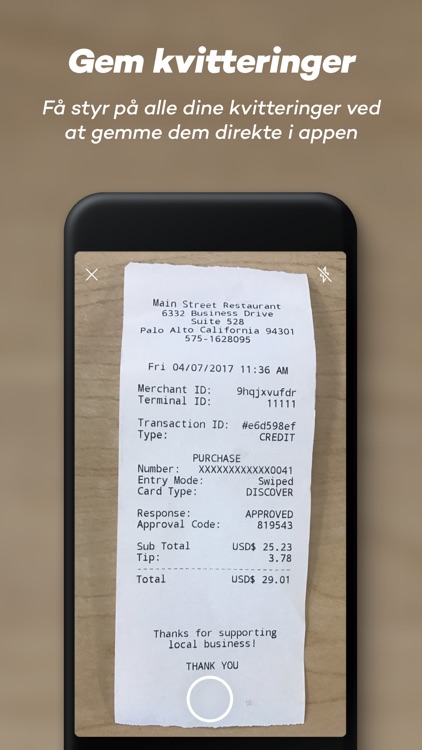 Gem kvitteringer
Få styr på alle dine kvitteringer ved
at gemme dem direkte i appen
Main Street Restaurant
6332 Business Drive
Suite 528
Palo Alto California 94301
575-1628095
Fri 04/07/2017 11:36 AM
Merchant ID: 9hqjxvufdr
Terminal ID: 11111
Transaction ID: #e6d598ef
Type: CREDIT
PURCHASE
Number: XXXXXXXXXXXX0041
Entry Mode: Swiped
Card Type: DISCOVER
Response: APPROVED
Approval Code: 819543
Sub Total USD$ 25.23
Tip: 3.78
Total USD$ 29.01
Thanks for supporting
local business!
THANK YOU